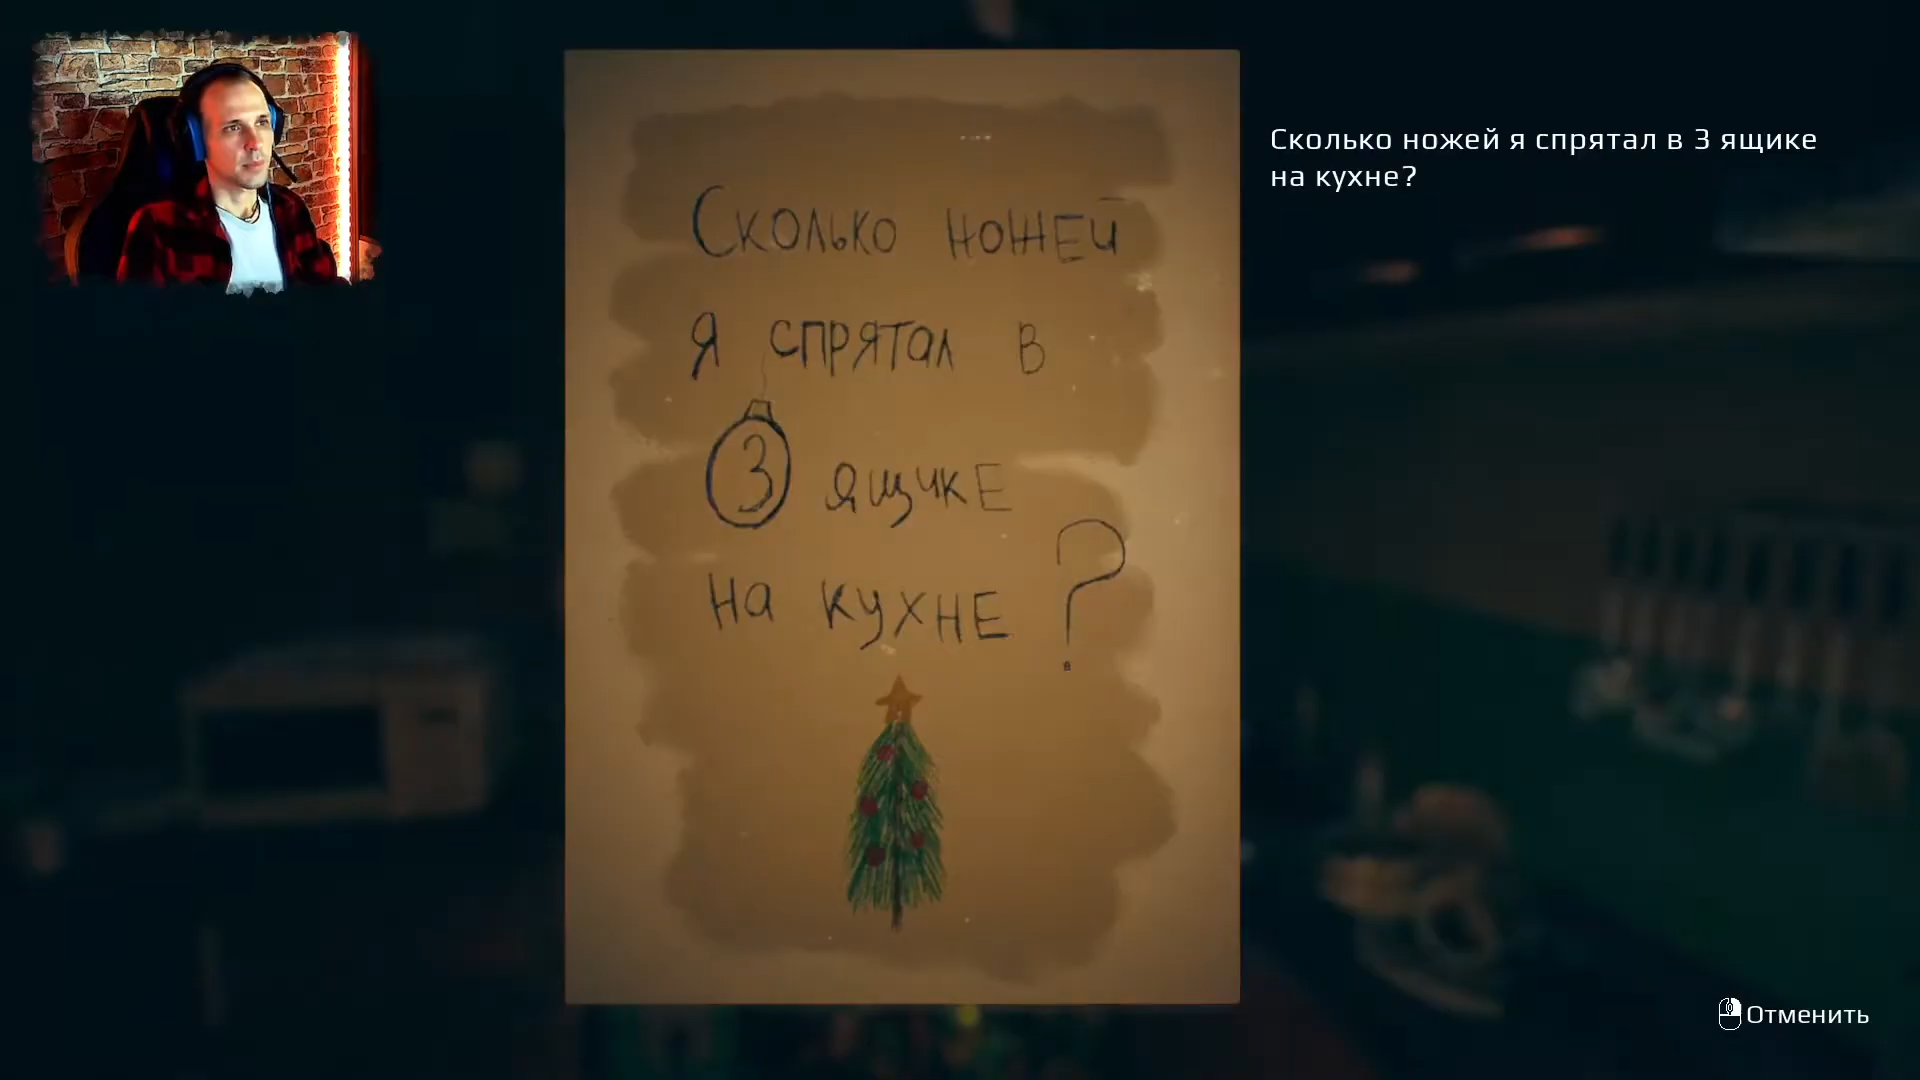 Сколько ножей
я спрятал в
3 ящике
на кухне?
Сколько ножей я спрятал в 3 ящике
на кухне?
Отменить